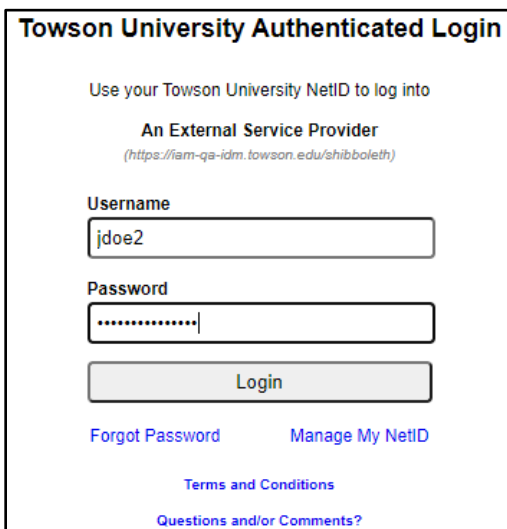 Towson University Authenticated Login
Use your Towson University NetID to log into
An External Service Provider
(https://iam-qa-idm.towson.edu/shibboleth)
Username
jdoe2
Password
•••••••••••••••
Login
Forgot Password Manage My NetID
Terms and Conditions
Questions and/or Comments?